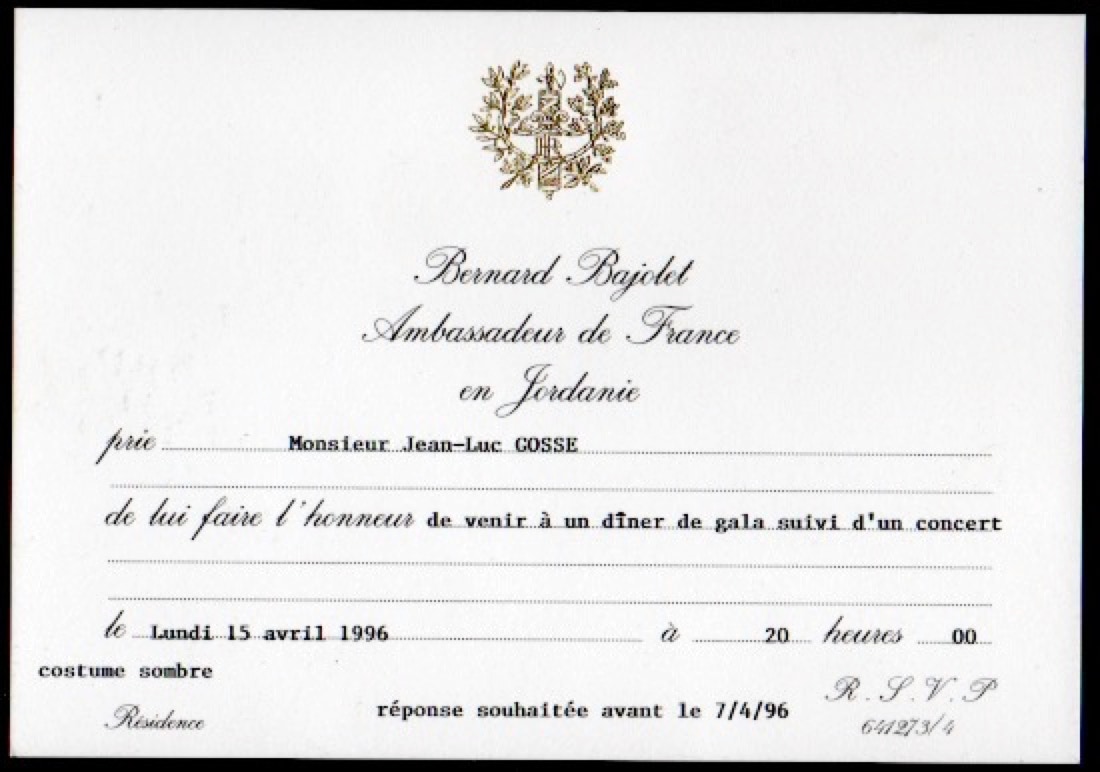 Bernard Bajolet
Ambassadeur de France
en Jordanie
prie Monsieur Jean-Luc GOSSE
de lui faire l'honneur de venir à un dîner de gala suivi d'un concert
le Lundi 15 avril 1996 à 20 heures 00
costume sombre
R. S. V. P
Résidence réponse souhaitée avant le 7/4/96
641273/4